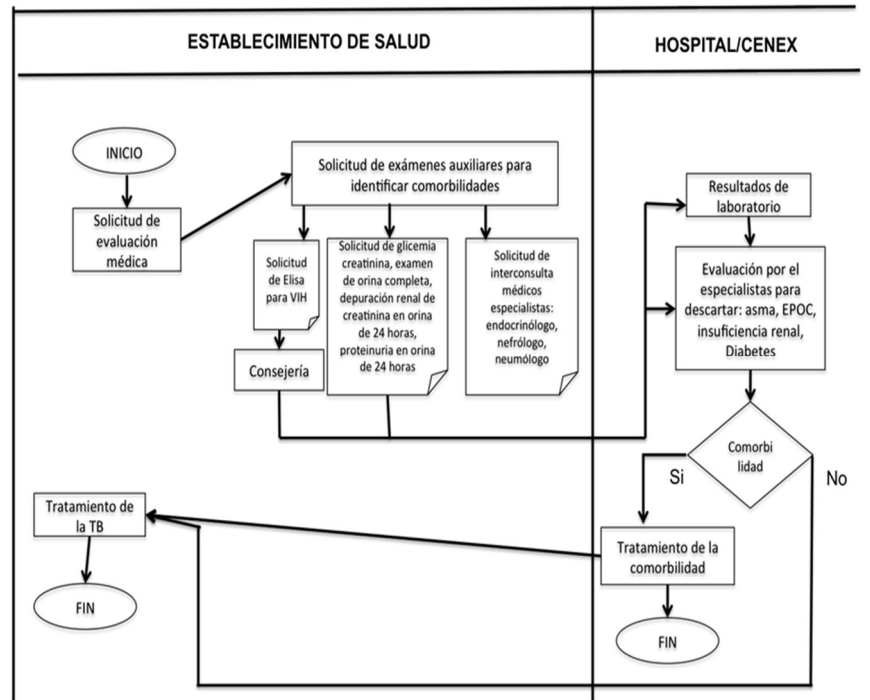 ESTABLECIMIENTO DE SALUD
HOSPITAL/CENEX
INICIO
Solicitud de
evaluación
médica
Solicitud de exámenes auxiliares para
identificar comorbilidades
Solicitud
de Elisa
para VIH
Consejería
Solicitud de glicemia
creatinina, examen
de orina completa,
depuración renal de
creatinina en orina
de 24 horas,
proteinuria en orina
de 24 horas
Solicitud de
interconsulta
médicos
especialistas:
endocrinólogo,
nefrólogo,
neumólogo
Resultados de
laboratorio
Evaluación por el
especialistas para
descartar: asma, EPOC,
insuficiencia renal,
Diabetes
Comorbi
lidad
Si
No
Tratamiento de la
comorbilidad
FIN
Tratamiento de
la TB
FIN